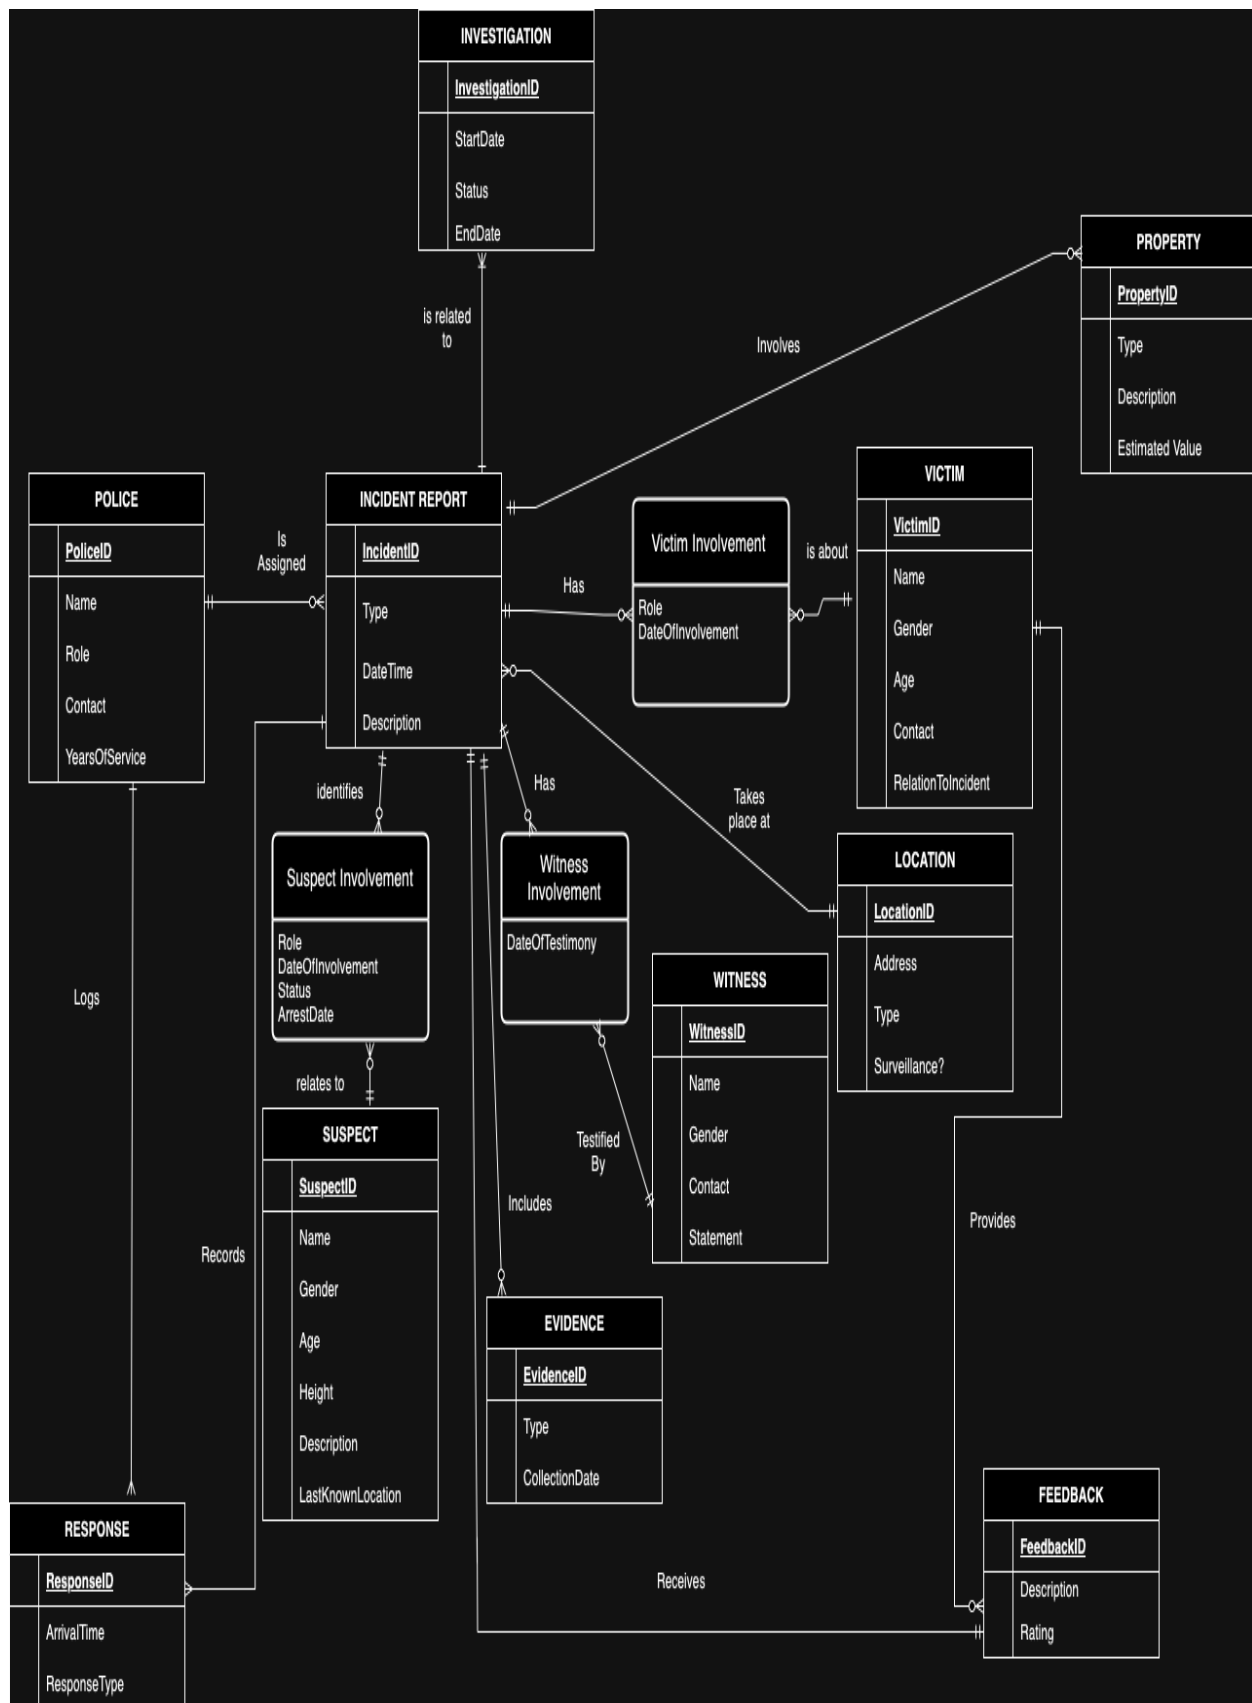 INVESTIGATION
InvestigationID
StartDate
Status
EndDate
PROPERTY
PropertyID
Type
Description
Estimated Value
is related
to
Involves
POLICE
PoliceID
Name
Role
Contact
YearsOfService
Is
Assigned
INCIDENT REPORT
IncidentID
Type
DateTime
Description
Has
Victim Involvement
Role
DateOfInvolvement
is about
VICTIM
VictimID
Name
Gender
Age
Contact
RelationToIncident
identifies
Has
Takes
place at
Suspect Involvement
Role
DateOfInvolvement
Status
ArrestDate
Witness
Involvement
DateOfTestimony
LOCATION
LocationID
Address
Type
Surveillance?
WITNESS
WitnessID
Name
Gender
Contact
Statement
Logs
relates to
Testified
By
SUSPECT
SuspectID
Name
Gender
Age
Height
Description
LastKnownLocation
Records
Includes
Provides
EVIDENCE
EvidenceID
Type
CollectionDate
RESPONSE
ResponseID
ArrivalTime
ResponseType
Receives
FEEDBACK
FeedbackID
Description
Rating